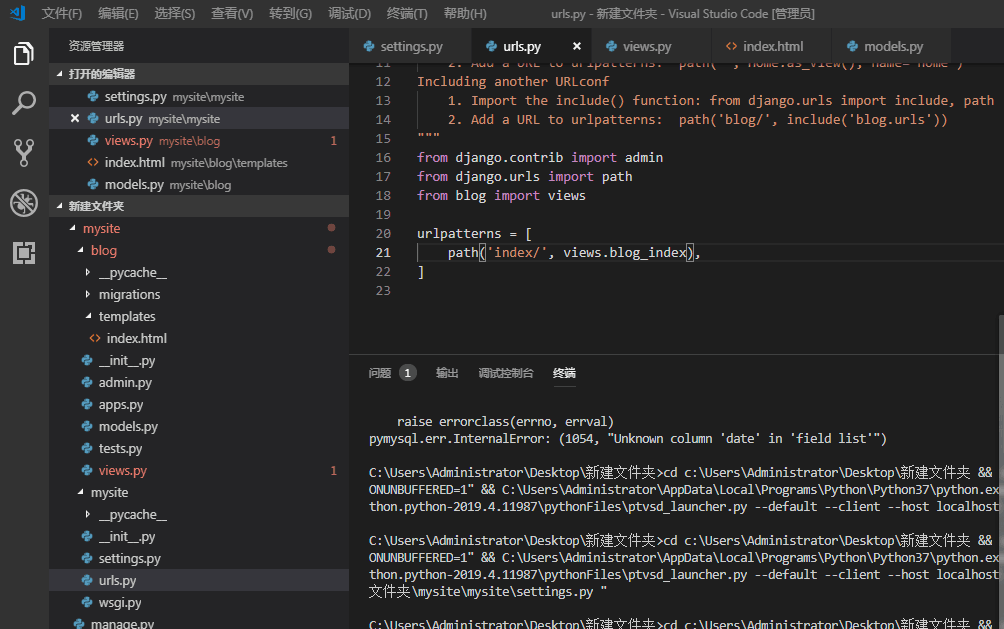 文件(F) 编辑(E) 选择(S) 查看(V) 转到(G) 调试(D) 终端(T) 帮助(H) urls.py - 新建文件夹 - Visual Studio Code [管理员]
资源管理器
打开的编辑器
settings.py mysite\mysite
urls.py mysite\mysite
views.py mysite\blog 1
index.html mysite\blog\templates
models.py mysite\blog
新建文件夹
mysite
blog
__pycache__
migrations
templates
index.html
__init__.py
admin.py
apps.py
models.py
tests.py
views.py 1
mysite
__pycache__
__init__.py
settings.py
urls.py
wsgi.py
manage.py
settings.py urls.py views.py index.html models.py
11 2. Add a URL to urlpatterns: path('', Home.as_view(), name='home')
12 Including another URLconf
13 1. Import the include() function: from django.urls import include, path
14 2. Add a URL to urlpatterns: path('blog/', include('blog.urls'))
15 """
16 from django.contrib import admin
17 from django.urls import path
18 from blog import views
19
20 urlpatterns = [
21 path('index/', views.blog_index),
22 ]
23
问题 1 输出 调试控制台 终端
raise errorclass(errno, errval)
pymysql.err.InternalError: (1054, "Unknown column 'date' in 'field list'")
C:\Users\Administrator\Desktop\新建文件夹>cd c:\Users\Administrator\Desktop\新建文件夹 &&
ONUNBUFFERED=1" && C:\Users\Administrator\AppData\Local\Programs\Python\Python37\python.ex
thon.python-2019.4.11987\pythonFiles\ptvsd_launcher.py --default --client --host localhost
C:\Users\Administrator\Desktop\新建文件夹>cd c:\Users\Administrator\Desktop\新建文件夹 &&
ONUNBUFFERED=1" && C:\Users\Administrator\AppData\Local\Programs\Python\Python37\python.ex
thon.python-2019.4.11987\pythonFiles\ptvsd_launcher.py --default --client --host localhost
文件夹\mysite\mysite\settings.py "
C:\Users\Administrator\Desktop\新建文件夹>cd c:\Users\Administrator\Desktop\新建文件夹 &&